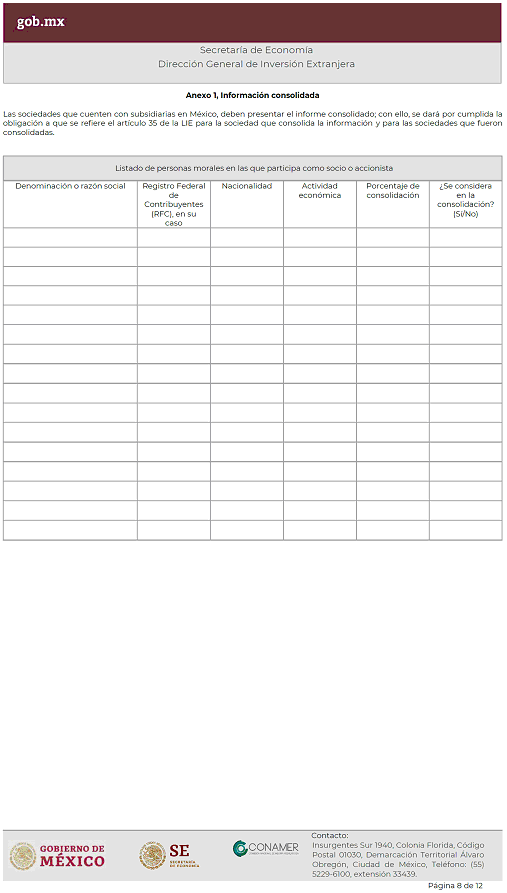 gob.mx
Secretaría de Economía
Dirección General de Inversión Extranjera
Anexo 1, Información consolidada
Las sociedades que cuenten con subsidiarias en México, deben presentar el informe consolidado; con ello, se dará por cumplida la
obligación a que se refiere el artículo 35 de la LIE para la sociedad que consolida la información y para las sociedades que fueron
consolidadas.
Listado de personas morales en las que participa como socio o accionista
Denominación o razón social
Registro Federal
de
Contribuyentes
(RFC), en su
caso
Nacionalidad
Actividad
económica
Porcentaje de
consolidación
¿Se considera
en la
consolidación?
(Sí/No)
GOBIERNO DE
MÉXICO
SE
SECRETARÍA
DE ECONOMÍA
CONAMER
Contacto:
Insurgentes Sur 1940, Colonia Florida, Código
Postal 01030, Demarcación Territorial Álvaro
Obregón, Ciudad de México, Teléfono: (55)
5229-6100, extensión 33439.
Página 8 de 12